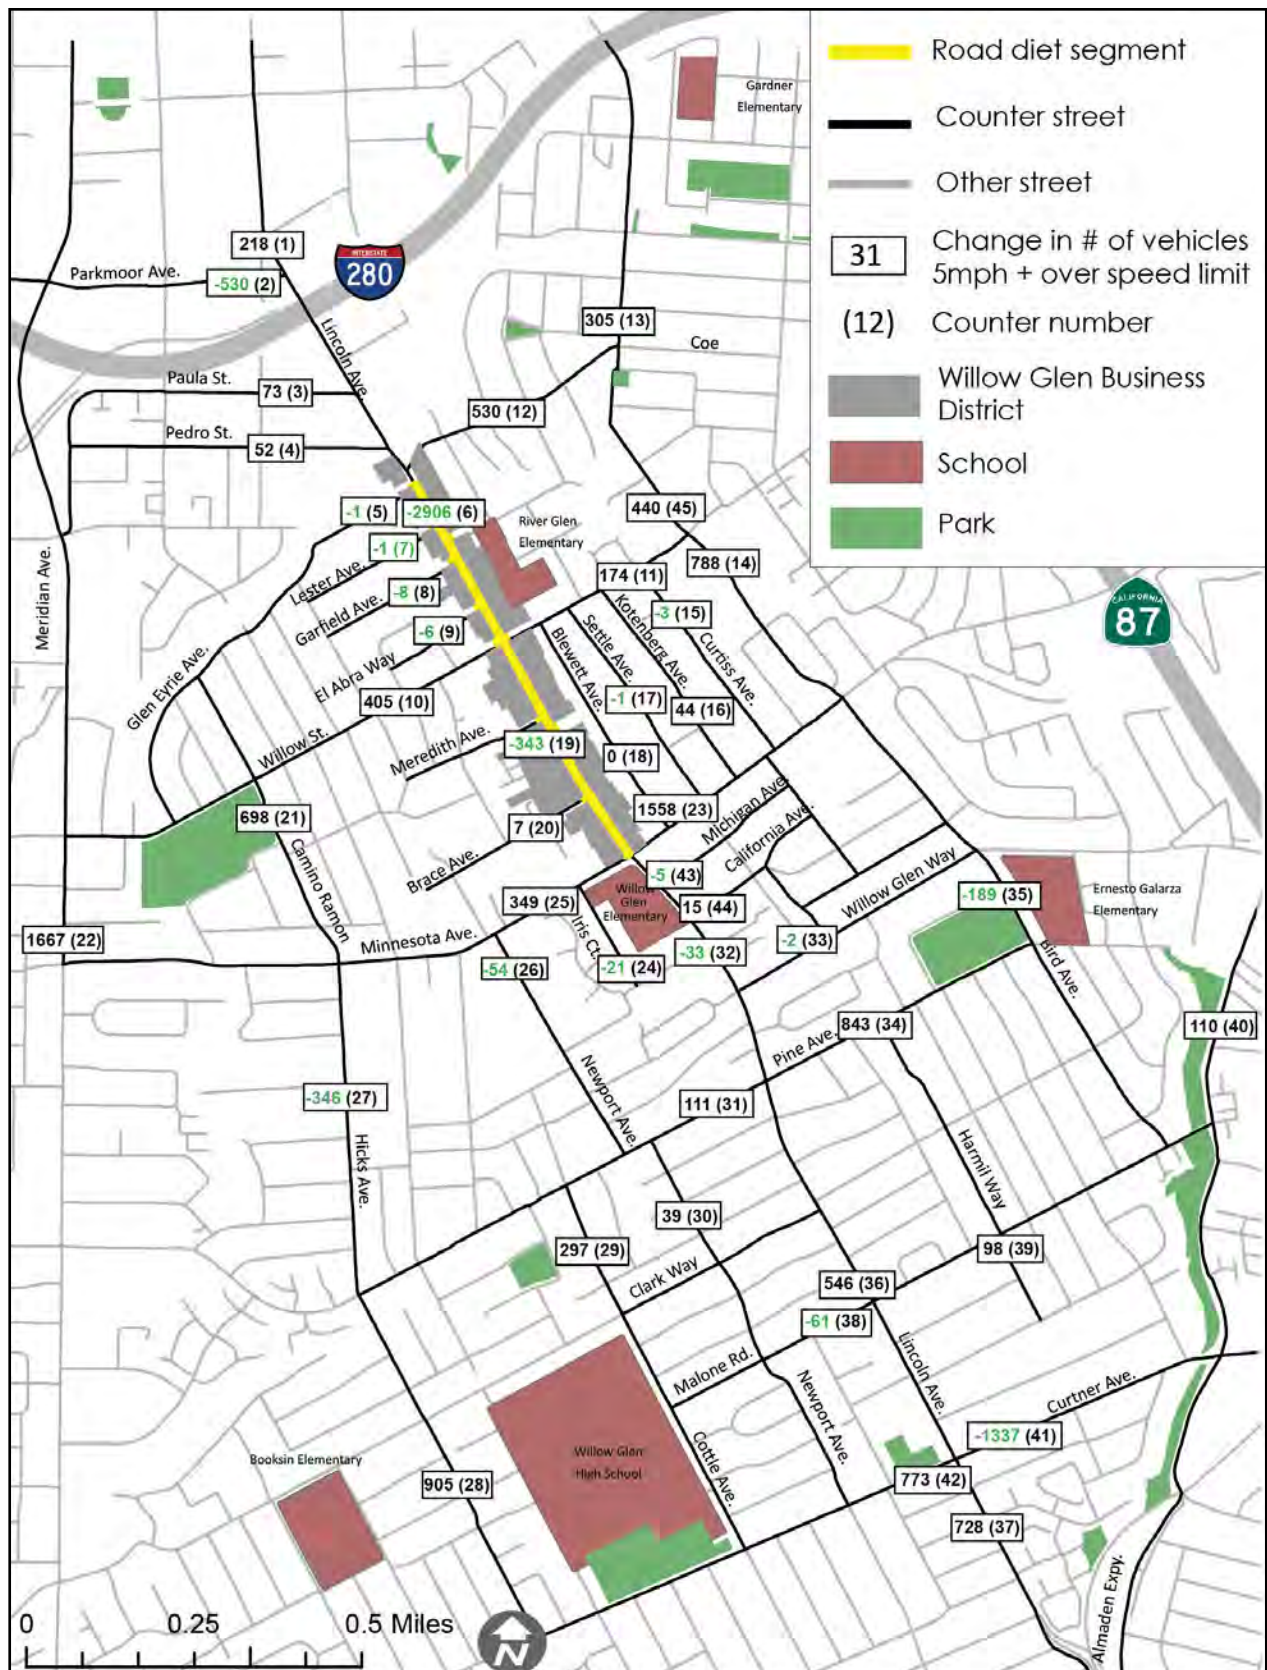 Road diet segment
Counter street
Other street
31
Change in # of vehicles
5mph + over speed limit
(12)
Counter number
Willow Glen Business
District
School
Park
Gardner
Elementary
218 (1)
Parkmoor Ave.
-530 (2)
INTERSTATE
280
Lincoln Ave.
305 (13)
Coe
Paula St.
73 (3)
530 (12)
Pedro St.
52 (4)
-1 (5)
-2906 (6)
River Glen
Elementary
440 (45)
-1 (7)
788 (14)
174 (11)
Meridian Ave.
Lester Ave.
-8 (8)
Kotenberg Ave.
-3 (15)
CALIFORNIA
87
Garfield Ave.
-6 (9)
Settle Ave.
Blewett Ave.
Curtiss Ave.
El Abra Way
Glen Eyrie Ave.
405 (10)
-1 (17)
44 (16)
Willow St.
Meredith Ave.
-343 (19)
0 (18)
698 (21)
7 (20)
1558 (23)
Michigan Ave.
California Ave.
Camino Ramon
Brace Ave.
-5 (43)
Willow Glen Way
349 (25)
Willow
Glen
Elementary
15 (44)
-189 (35)
Ernesto Galarza
Elementary
1667 (22)
Minnesota Ave.
Iris Ct.
-33 (32)
-2 (33)
-54 (26)
-21 (24)
Bird Ave.
843 (34)
110 (40)
Pine Ave.
-346 (27)
Newport Ave.
111 (31)
Hicks Ave.
Harmil Way
39 (30)
297 (29)
98 (39)
Clark Way
546 (36)
-61 (38)
Malone Rd.
Lincoln Ave.
Newport Ave.
Curtner Ave.
-1337 (41)
Booksin Elementary
Willow Glen
High School
Cottle Ave.
905 (28)
773 (42)
728 (37)
Almaden Expy.
0 0.25 0.5 Miles
N